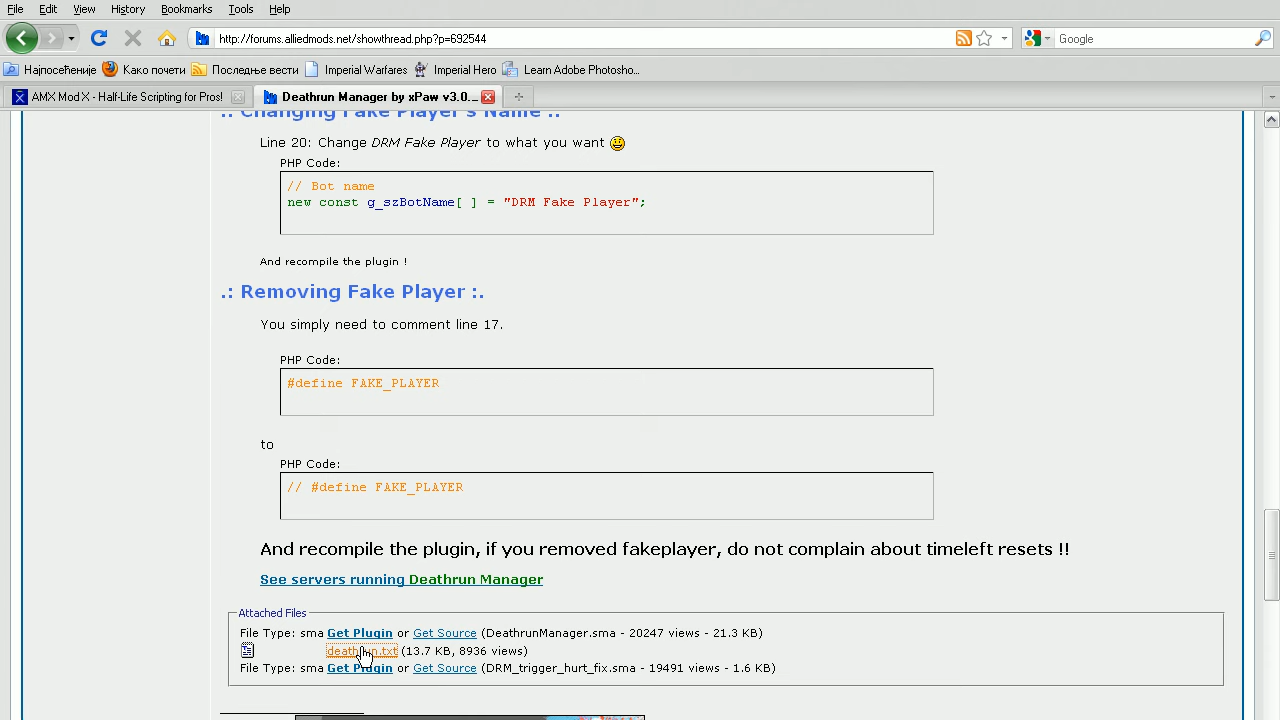 File Edit View History Bookmarks Tools Help
http://forums.alliedmods.net/showthread.php?p=692544
Google
Најпосећеније Како почети Последње вести Imperial Warfares Imperial Hero Learn Adobe Photosho...
AMX Mod X - Half-Life Scripting for Pros! Deathrun Manager by xPaw v3.0....
.: Changing Fake Player's Name :.
Line 20: Change DRM Fake Player to what you want
PHP Code:
// Bot name
new const g_szBotName[ ] = "DRM Fake Player";
And recompile the plugin !
.: Removing Fake Player :.
You simply need to comment line 17.
PHP Code:
#define FAKE_PLAYER
to
PHP Code:
// #define FAKE_PLAYER
And recompile the plugin, if you removed fakeplayer, do not complain about timeleft resets !!
See servers running Deathrun Manager
Attached Files
File Type: sma Get Plugin or Get Source (DeathrunManager.sma - 20247 views - 21.3 KB)
deathrun.txt (13.7 KB, 8936 views)
File Type: sma Get Plugin or Get Source (DRM_trigger_hurt_fix.sma - 19491 views - 1.6 KB)